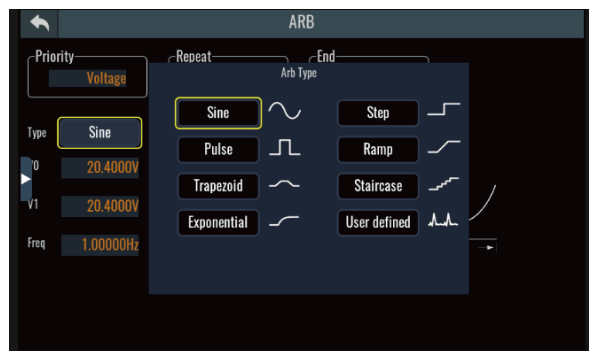 ARB
Priority Repeat End
Voltage
Arb Type
Sine Step
Pulse Ramp
Trapezoid Staircase
Exponential User defined
Type Sine
20.4000V
V1 20.4000V
Freq 1.00000Hz